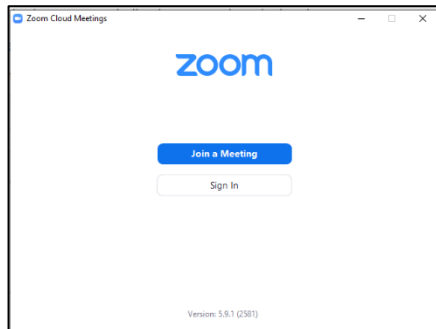 Zoom Cloud Meetings
zoom
Join a Meeting
Sign In
Version: 5.9.1 (2581)